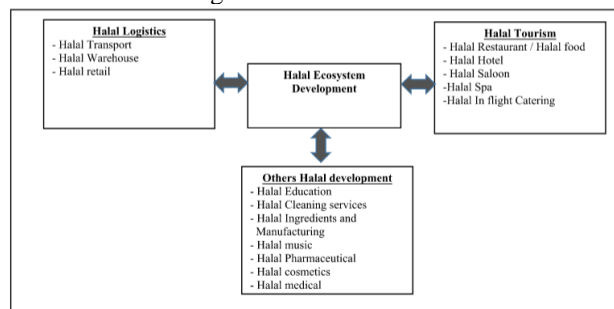 Halal Logistics
- Halal Transport
- Halal Warehouse
- Halal retail
Halal Ecosystem
Development
Halal Tourism
- Halal Restaurant / Halal food
- Halal Hotel
- Halal Saloon
-Halal Spa
-Halal In flight Catering
Others Halal development
- Halal Education
- Halal Cleaning services
- Halal Ingredients and
Manufacturing
- Halal music
- Halal Pharmaceutical
- Halal cosmetics
- Halal medical